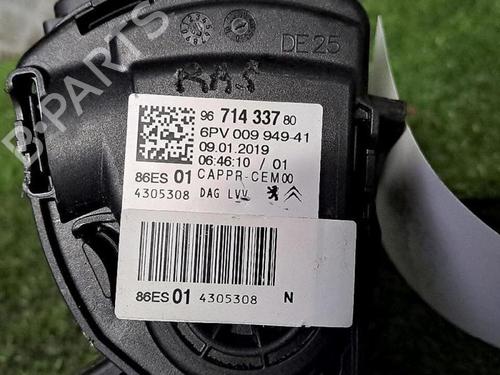 DE25
B-PARTS
96 714 337 80
6PV 009 949-41
09.01.2019
06:46:10 / 01
86ES 01 CAPPR-CEM00
4305308 DAG LVV
86ES 01 4305308 N